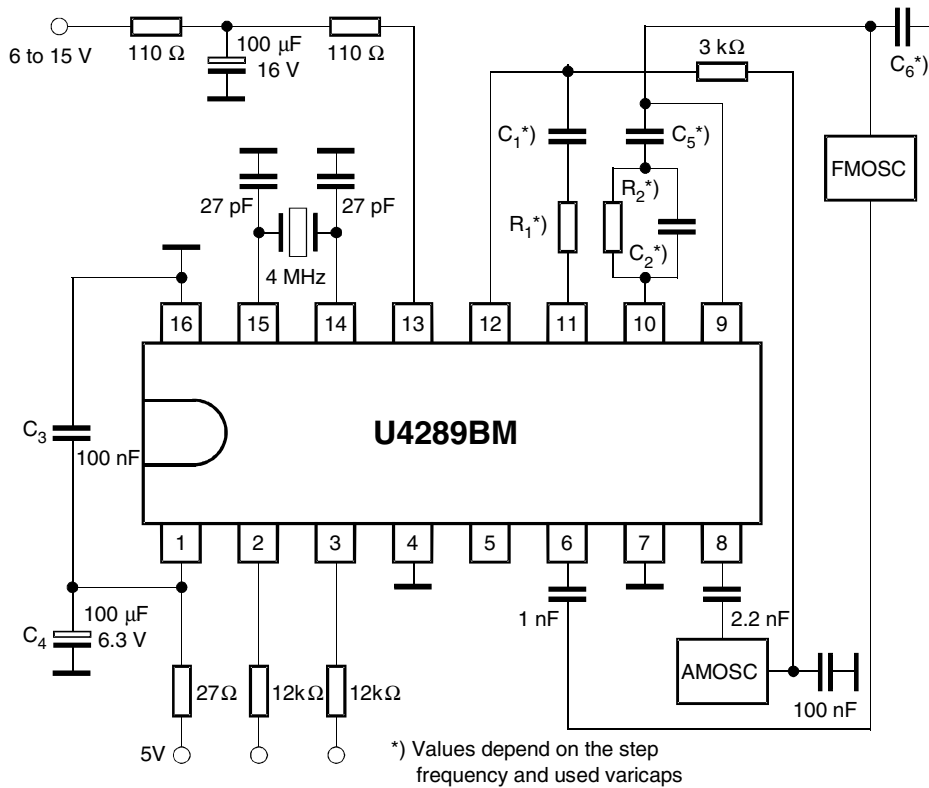 6 to 15 V
110 Ω
100 µF
16 V
110 Ω
3 kΩ
C6*)
C1*)
C5*)
FMOSC
27 pF
27 pF
R2*)
R1*)
C2*)
4 MHz
16
15
14
13
12
11
10
9
C3
100 nF
U4289BM
1
2
3
4
5
6
7
8
100 µF
6.3 V
C4
1 nF
2.2 nF
AMOSC
27Ω
12kΩ
12kΩ
100 nF
5V
*) Values depend on the step
frequency and used varicaps